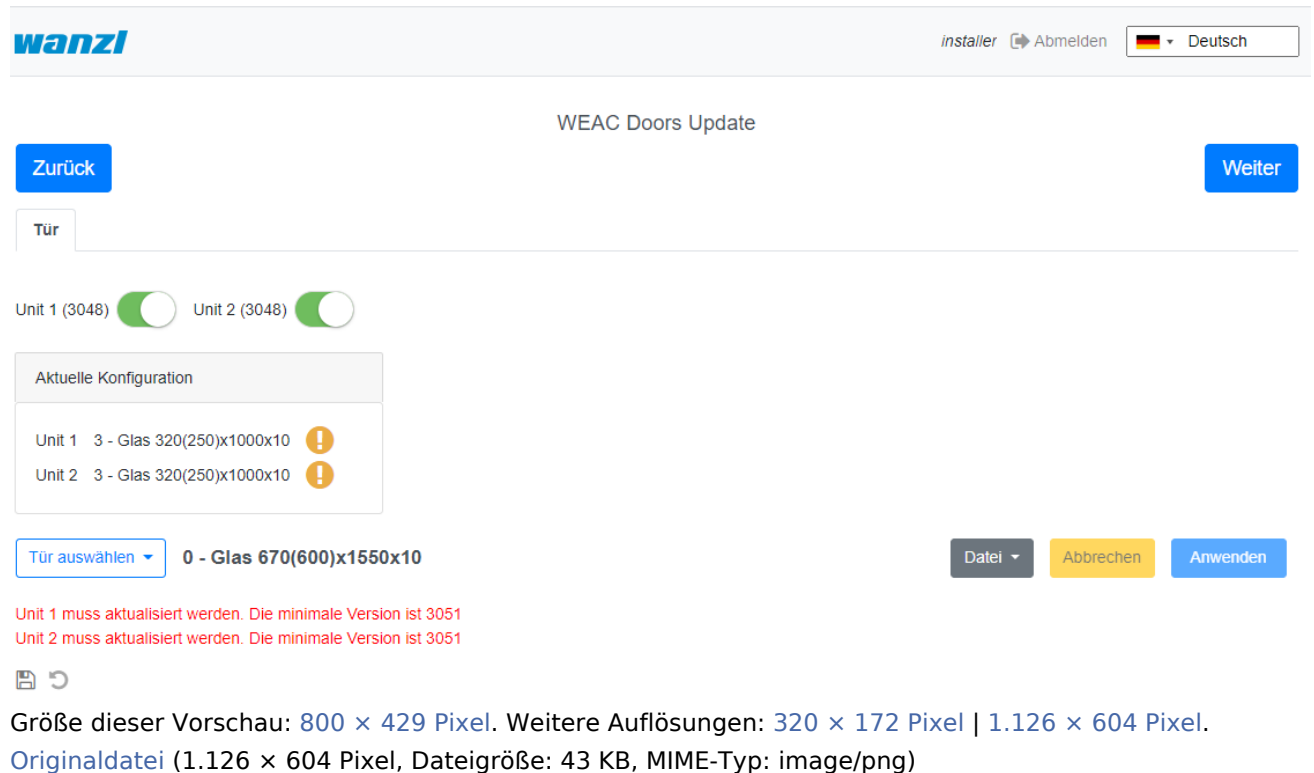 wanzl
installer Abmelden Deutsch
WEAC Doors Update
Zurück Weiter
Tür
Unit 1 (3048) Unit 2 (3048)
Aktuelle Konfiguration
Unit 1 3 - Glas 320(250)x1000x10
Unit 2 3 - Glas 320(250)x1000x10
Tür auswählen 0 - Glas 670(600)x1550x10 Datei Abbrechen Anwenden
Unit 1 muss aktualisiert werden. Die minimale Version ist 3051
Unit 2 muss aktualisiert werden. Die minimale Version ist 3051
Größe dieser Vorschau: 800 × 429 Pixel. Weitere Auflösungen: 320 × 172 Pixel | 1.126 × 604 Pixel.
Originaldatei (1.126 × 604 Pixel, Dateigröße: 43 KB, MIME-Typ: image/png)